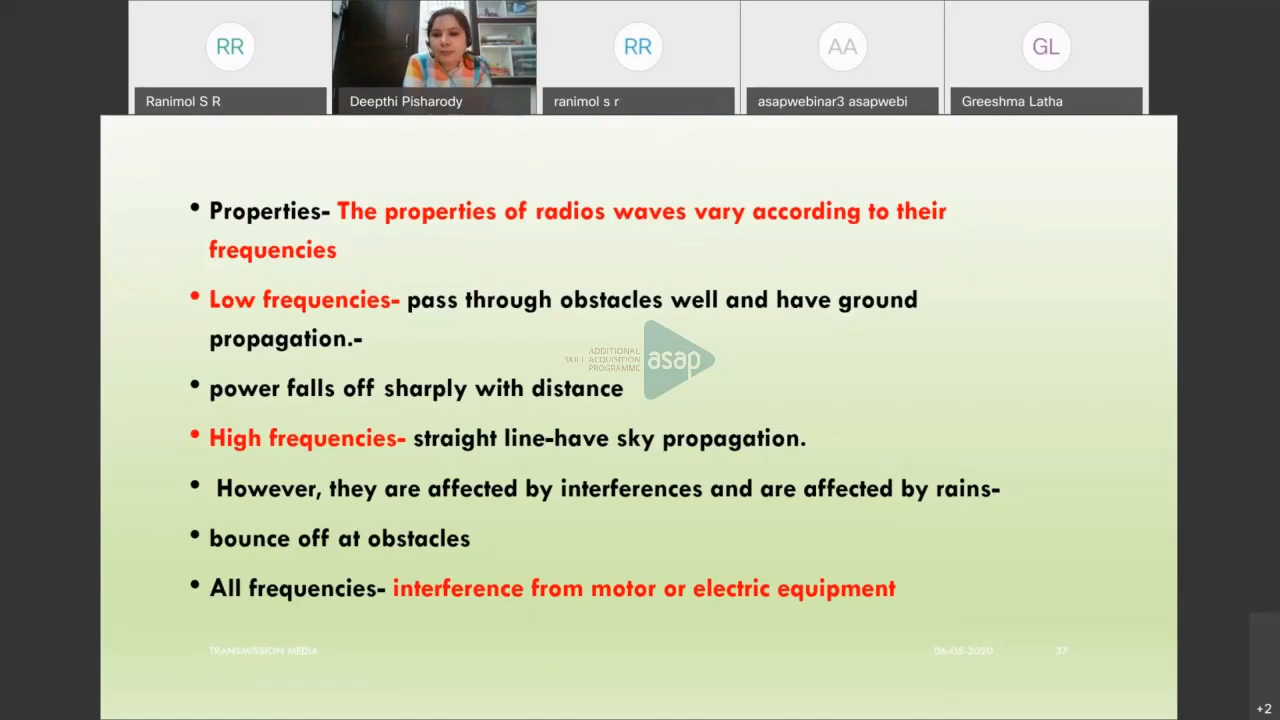 RR
RR
AA
GL
Ranimol S R
Deepthi Pisharody
ranimol s r
asapwebinar3 asapwebi
Greeshma Latha
• Properties- The properties of radios waves vary according to their
frequencies
• Low frequencies- pass through obstacles well and have ground
propagation.-
• power falls off sharply with distance
• High frequencies- straight line-have sky propagation.
• However, they are affected by interferences and are affected by rains-
• bounce off at obstacles
• All frequencies- interference from motor or electric equipment
ADDITIONAL
SKILL ACQUISITION
PROGRAMME
asap
TRANSMISSION MEDIA
06-05-2020
37
+2